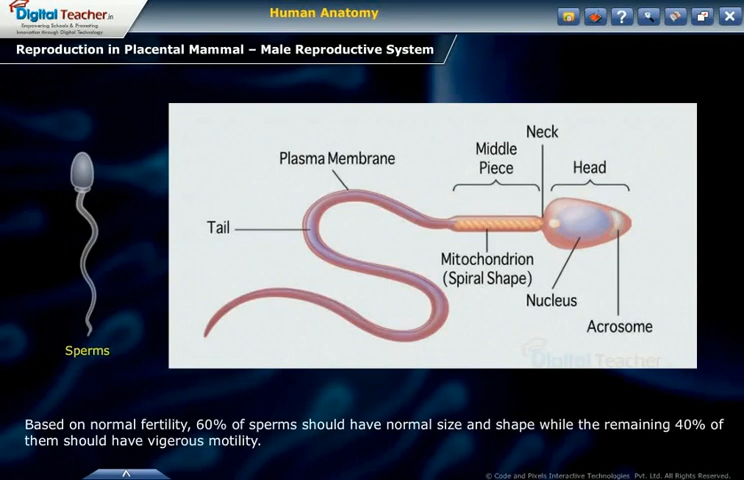 Digital Teacher.in
Empowering Schools & Promoting
Innovation through Digital Technology
Human Anatomy
?
Reproduction in Placental Mammal – Male Reproductive System
Neck
Middle
Piece
Head
Plasma Membrane
Tail
Mitochondrion
(Spiral Shape)
Nucleus
Acrosome
Digital Teacher
Sperms
Based on normal fertility, 60% of sperms should have normal size and shape while the remaining 40% of
them should have vigerous motility.
© Code and Pixels Interactive Technologies Pvt. Ltd. All Rights Reserved.